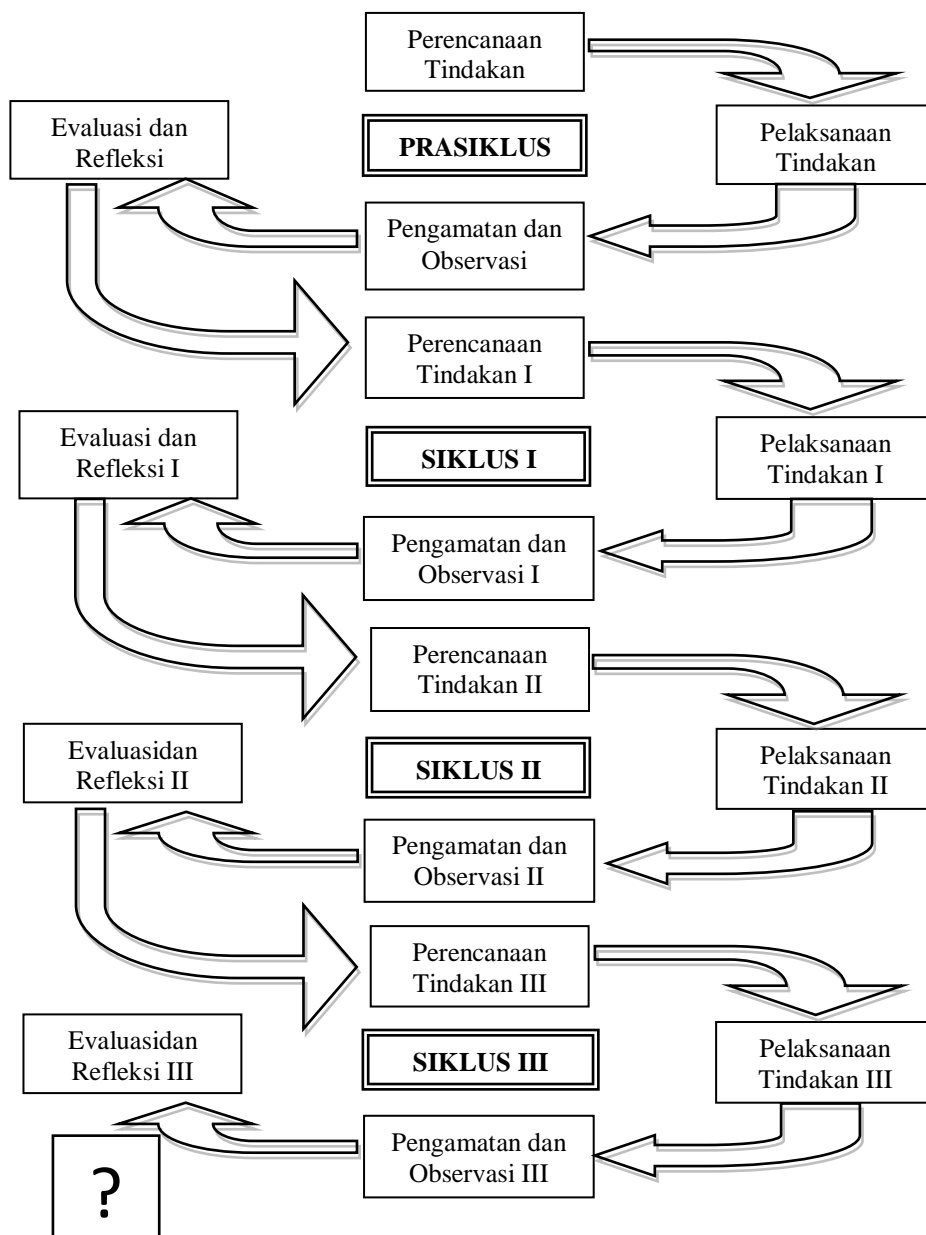 Perencanaan
Tindakan
Evaluasi dan
Refleksi
PRASIKLUS
Pelaksanaan
Tindakan
Pengamatan dan
Observasi
Perencanaan
Tindakan I
Evaluasi dan
Refleksi I
SIKLUS I
Pelaksanaan
Tindakan I
Pengamatan dan
Observasi I
Perencanaan
Tindakan II
Evaluasidan
Refleksi II
SIKLUS II
Pelaksanaan
Tindakan II
Pengamatan dan
Observasi II
Perencanaan
Tindakan III
Evaluasidan
Refleksi III
SIKLUS III
Pelaksanaan
Tindakan III
Pengamatan dan
Observasi III
?